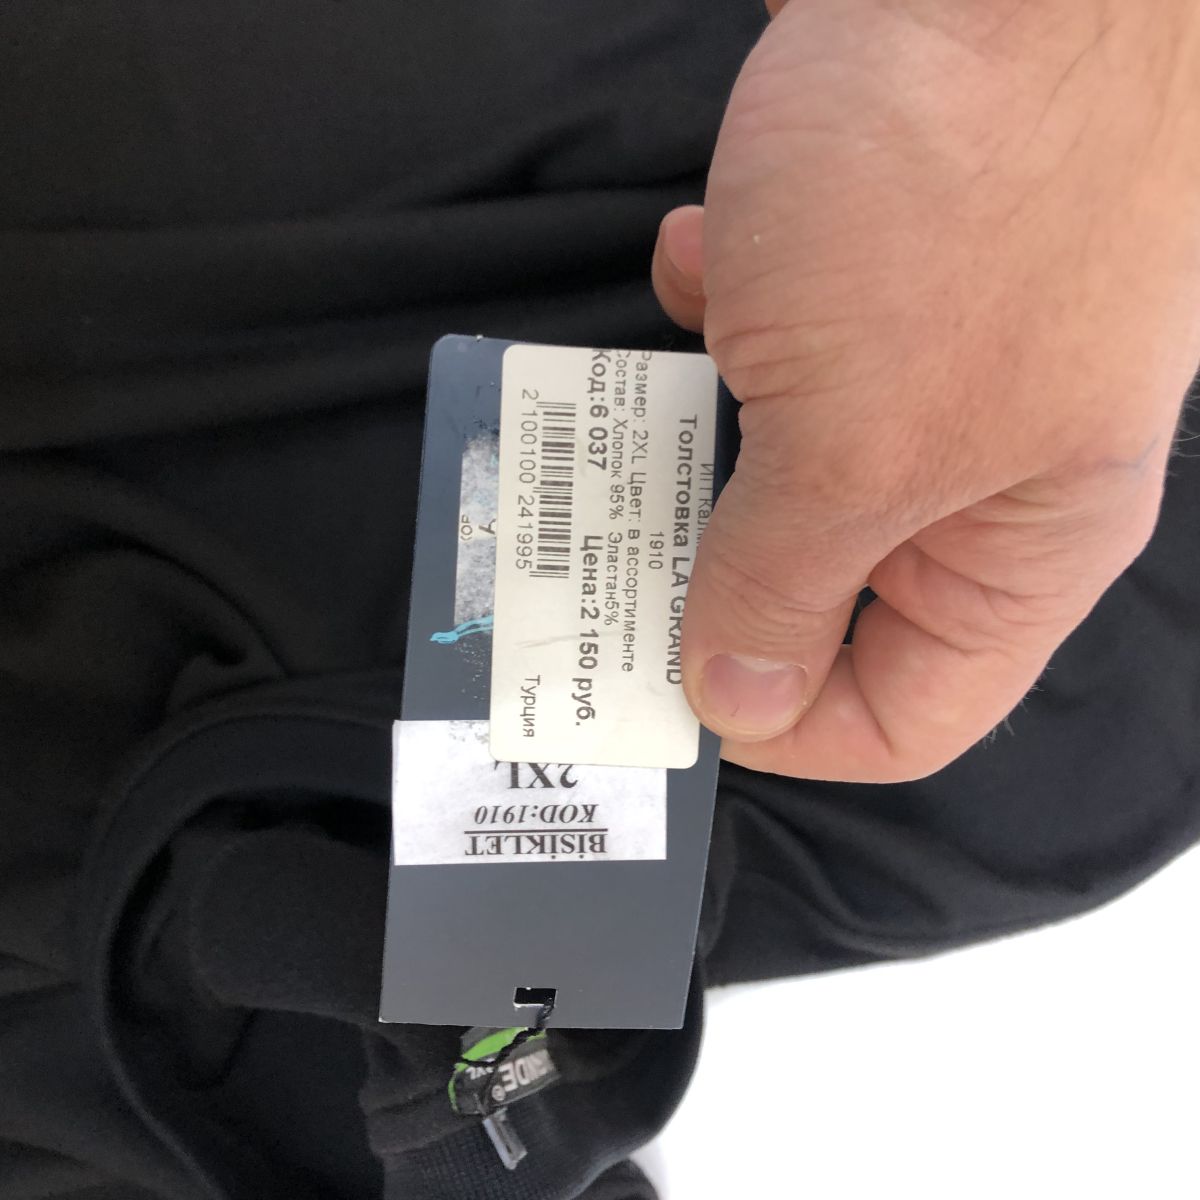 Толстовка LA GRAND
1910
Размер: 2XL Цвет: в ассортименте
Состав: Хлопок 95% Эластан5%
Код:6 037 Цена:2 150 руб.
2 100100 241995
Турция
BİSİKLET
KOD:1910
2XL